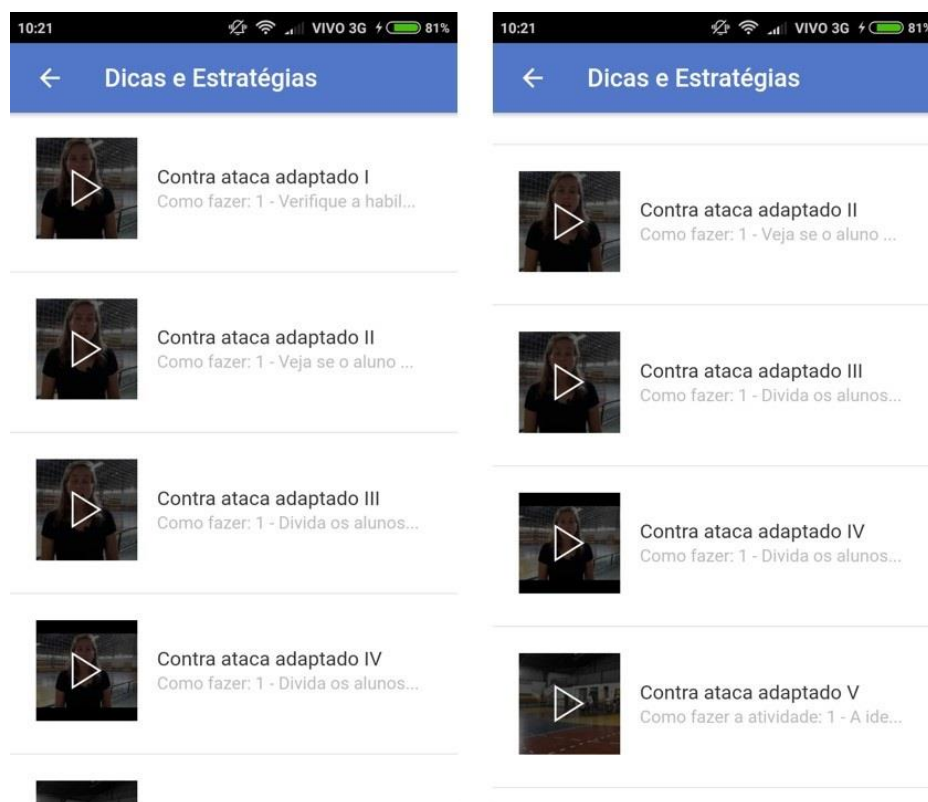 10:21 VIVO 3G 81%
Dicas e Estratégias
Contra ataca adaptado I
Como fazer: 1 - Verifique a habil...
Contra ataca adaptado II
Como fazer: 1 - Veja se o aluno ...
Contra ataca adaptado III
Como fazer: 1 - Divida os alunos...
Contra ataca adaptado IV
Como fazer: 1 - Divida os alunos...
10:21 VIVO 3G 81%
Dicas e Estratégias
Contra ataca adaptado II
Como fazer: 1 - Veja se o aluno ...
Contra ataca adaptado III
Como fazer: 1 - Divida os alunos...
Contra ataca adaptado IV
Como fazer: 1 - Divida os alunos...
Contra ataca adaptado V
Como fazer a atividade: 1 - A ide...